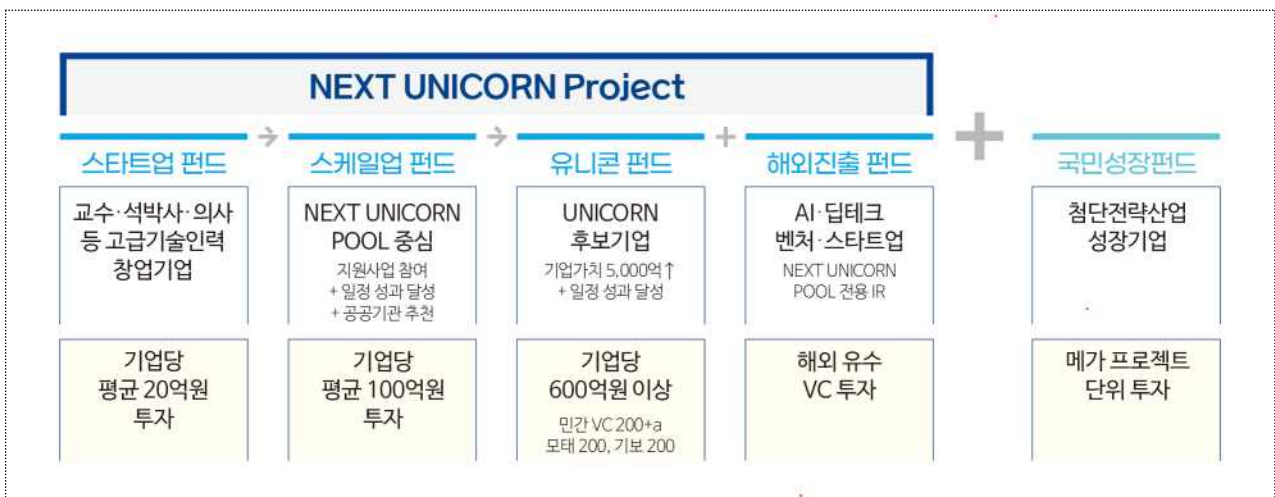 NEXT UNICORN Project
스타트업 펀드
교수·석박사·의사
등 고급기술인력
창업기업
기업당
평균 20억원
투자
스케일업 펀드
NEXT UNICORN
POOL 중심
지원사업 참여
+ 일정 성과 달성
+ 공공기관 추천
기업당
평균 100억원
투자
유니콘 펀드
UNICORN
후보기업
기업가치 5,000억↑
+ 일정 성과 달성
기업당
600억원 이상
민간 VC 200+a
모태 200, 기보 200
해외진출 펀드
AI·딥테크
벤처·스타트업
NEXT UNICORN
POOL 전용 IR
해외 유수
VC 투자
국민성장펀드
첨단전략산업
성장기업
메가 프로젝트
단위 투자